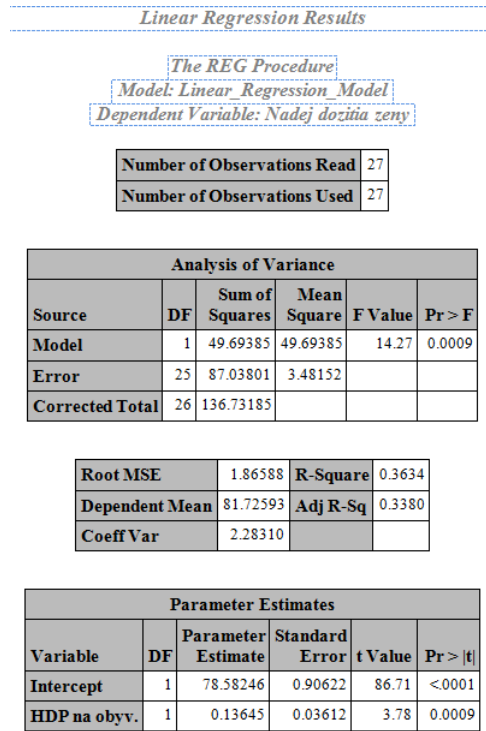 Linear Regression Results
The REG Procedure
Model: Linear_Regression_Model
Dependent Variable: Nadej dozitia zeny
Number of Observations Read 27
Number of Observations Used 27
Analysis of Variance
Source DF Sum of Squares Mean Square F Value Pr > F
Model 1 49.69385 49.69385 14.27 0.0009
Error 25 87.03801 3.48152
Corrected Total 26 136.73185
Root MSE 1.86588 R-Square 0.3634
Dependent Mean 81.72593 Adj R-Sq 0.3380
Coeff Var 2.28310
Parameter Estimates
Variable DF Parameter Estimate Standard Error t Value Pr > |t|
Intercept 1 78.58246 0.90622 86.71 <.0001
HDP na obyv. 1 0.13645 0.03612 3.78 0.0009